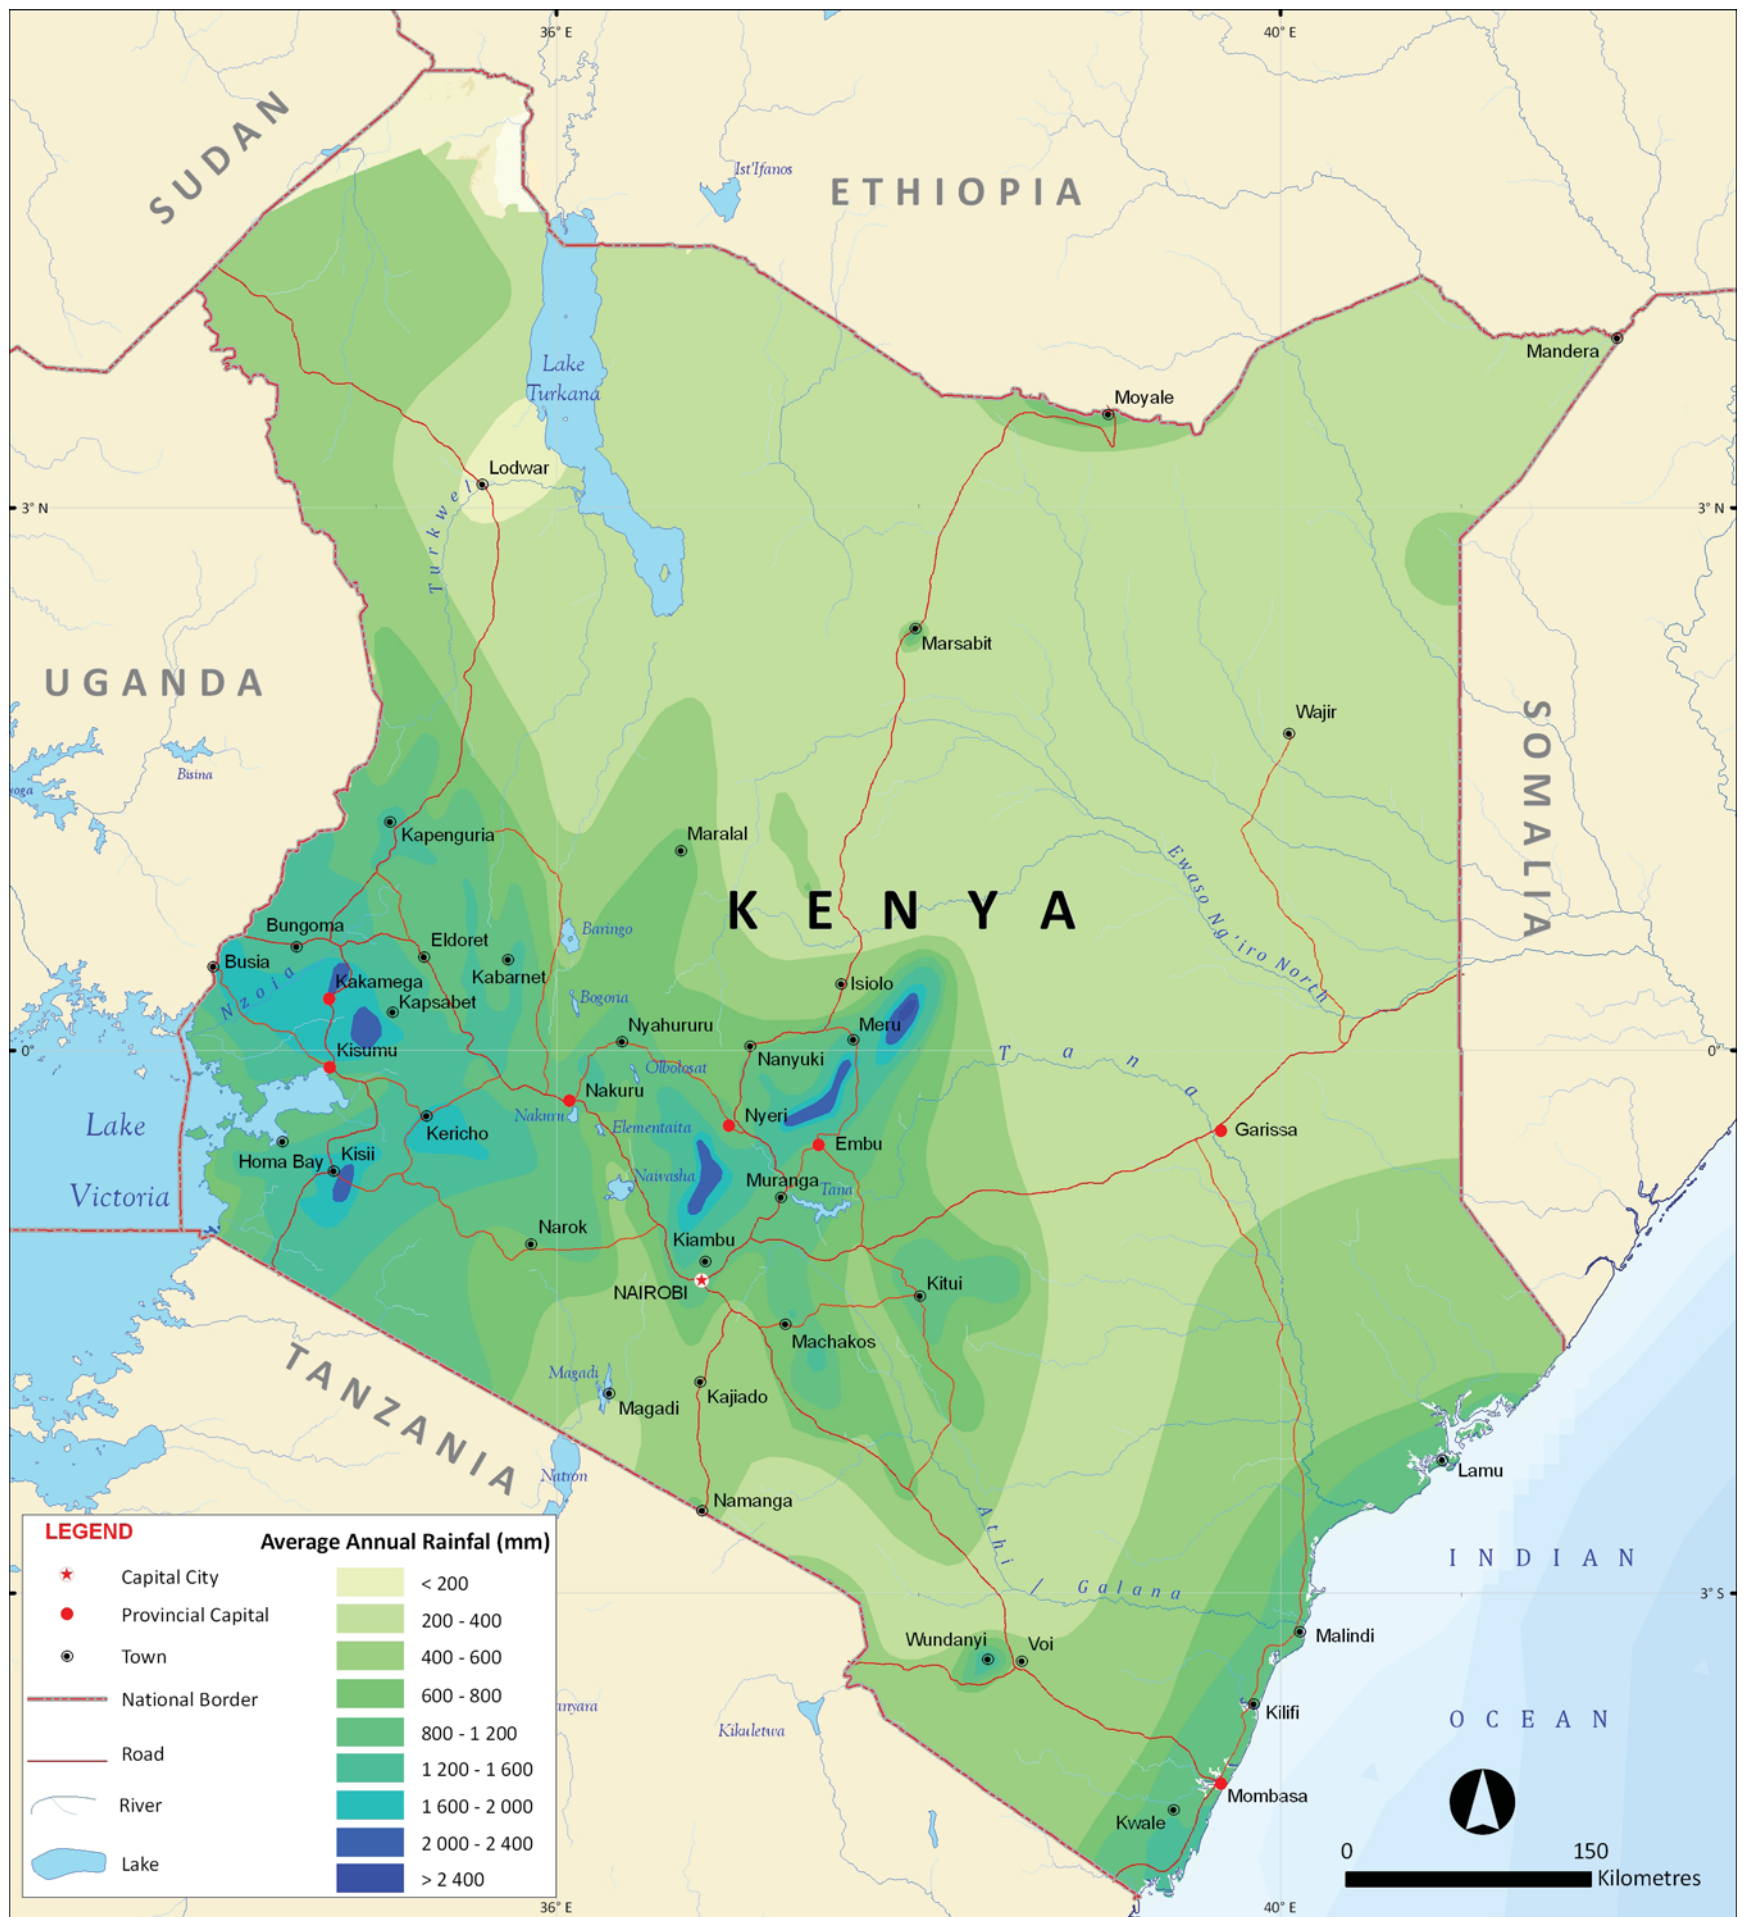 36° E
40° E
SUDAN
Ist'Ifanos
ETHIOPIA
Mandera
Lake
Turkana
Moyale
Lodwar
3° N
3° N
Turkwel
Marsabit
UGANDA
SOMALIA
Wajir
Bisina
oga
Kapenguria
Maralal
KENYA
Ewaso Ng'iro North
Bungoma
Eldoret
Baringo
Busia
Kabarnet
Nzoia
Kakamega
Kapsabet
Bogoria
Isiolo
Nyahururu
Meru
0°
Kisumu
Nanyuki
Tana
0°
Olbolosat
Nakuru
Lake
Victoria
Nakuru
Elementaita
Nyeri
Garissa
Kericho
Embu
Homa Bay
Kisii
Naivasha
Muranga
Tana
Narok
Kiambu
NAIROBI
Kitui
Machakos
TANZANIA
Magadi
Magadi
Kajiado
Natron
Namanga
Lamu
Athi / Galana
INDIAN
OCEAN
3° S
Wundanyi
Voi
Malindi
anyara
Kikuletwa
Kilifi
Mombasa
Kwale
LEGEND
Capital City
Provincial Capital
Town
National Border
Road
River
Lake
Average Annual Rainfal (mm)
< 200
200 - 400
400 - 600
600 - 800
800 - 1 200
1 200 - 1 600
1 600 - 2 000
2 000 - 2 400
> 2 400
0 150
Kilometres
36° E
40° E